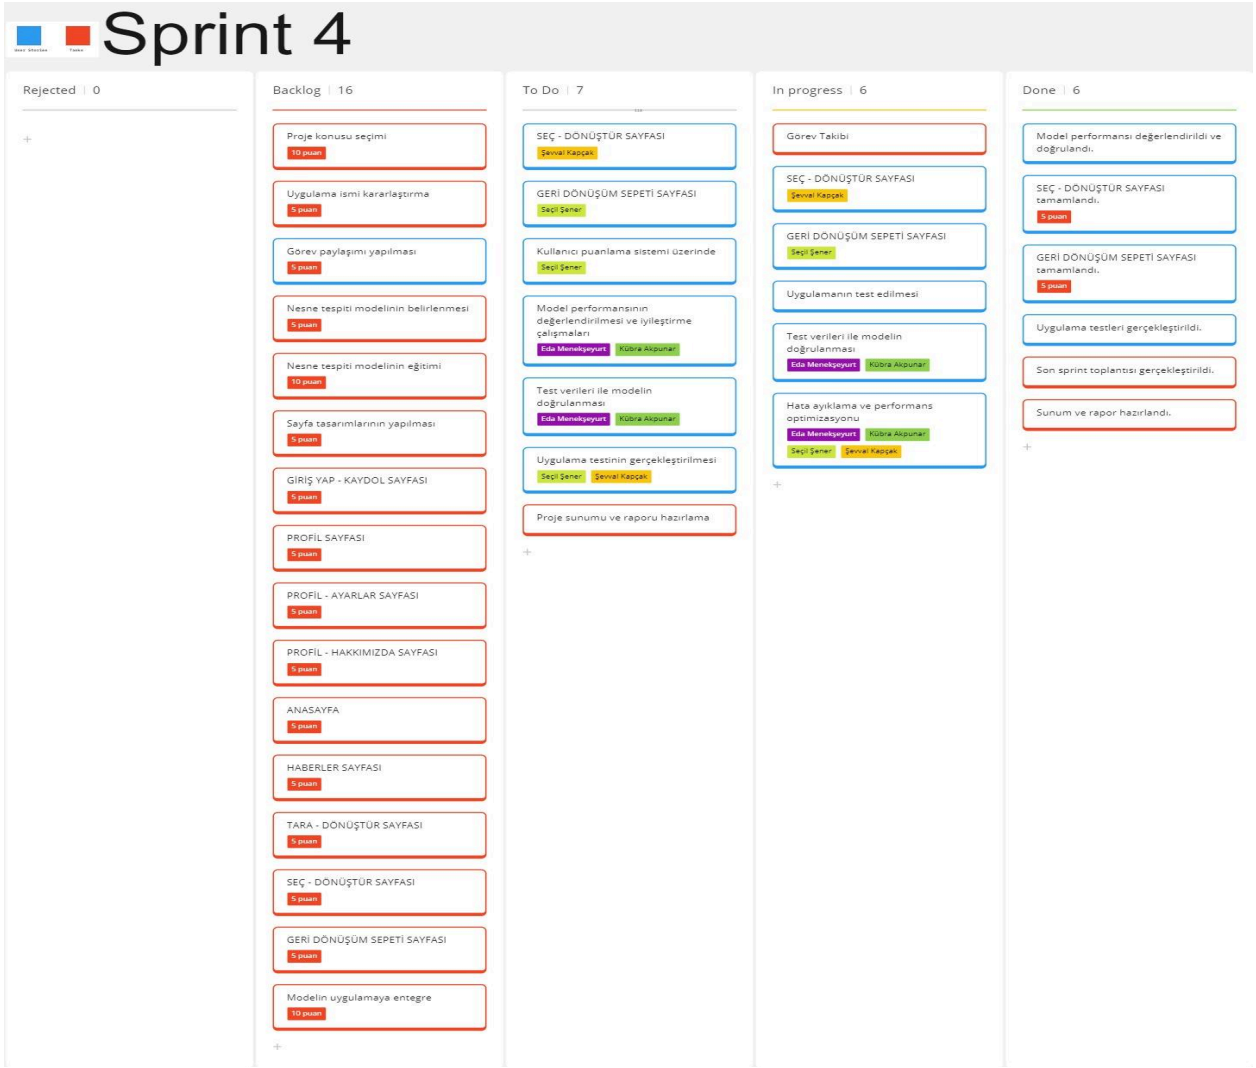 User Stories
Tasks
Sprint 4
Rejected | 0
+
Backlog | 16
Proje konusu seçimi
10 puan
Uygulama ismi kararlaştırma
5 puan
Görev paylaşımı yapılması
5 puan
Nesne tespiti modelinin belirlenmesi
5 puan
Nesne tespiti modelinin eğitimi
10 puan
Sayfa tasarımlarının yapılması
5 puan
GİRİŞ YAP - KAYDOL SAYFASI
5 puan
PROFİL SAYFASI
5 puan
PROFİL - AYARLAR SAYFASI
5 puan
PROFİL - HAKKIMIZDA SAYFASI
5 puan
ANASAYFA
5 puan
HABERLER SAYFASI
5 puan
TARA - DÖNÜŞTÜR SAYFASI
5 puan
SEÇ - DÖNÜŞTÜR SAYFASI
5 puan
GERİ DÖNÜŞÜM SEPETİ SAYFASI
5 puan
Modelin uygulamaya entegre
10 puan
+
To Do | 7
SEÇ - DÖNÜŞTÜR SAYFASI
Şevval Kapçak
GERİ DÖNÜŞÜM SEPETİ SAYFASI
Seçil Şener
Kullanıcı puanlama sistemi üzerinde
Seçil Şener
Model performansının
değerlendirilmesi ve iyileştirme
çalışmaları
Eda Menekşeyurt Kübra Akpunar
Test verileri ile modelin
doğrulanması
Eda Menekşeyurt Kübra Akpunar
Uygulama testinin gerçekleştirilmesi
Seçil Şener Şevval Kapçak
Proje sunumu ve raporu hazırlama
+
In progress | 6
Görev Takibi
SEÇ - DÖNÜŞTÜR SAYFASI
Şevval Kapçak
GERİ DÖNÜŞÜM SEPETİ SAYFASI
Seçil Şener
Uygulamanın test edilmesi
Test verileri ile modelin
doğrulanması
Eda Menekşeyurt Kübra Akpunar
Hata ayıklama ve performans
optimizasyonu
Eda Menekşeyurt Kübra Akpunar
Seçil Şener Şevval Kapçak
+
Done | 6
Model performansı değerlendirildi ve
doğrulandı.
SEÇ - DÖNÜŞTÜR SAYFASI
tamamlandı.
5 puan
GERİ DÖNÜŞÜM SEPETİ SAYFASI
tamamlandı.
5 puan
Uygulama testleri gerçekleştirildi.
Son sprint toplantısı gerçekleştirildi.
Sunum ve rapor hazırlandı.
+